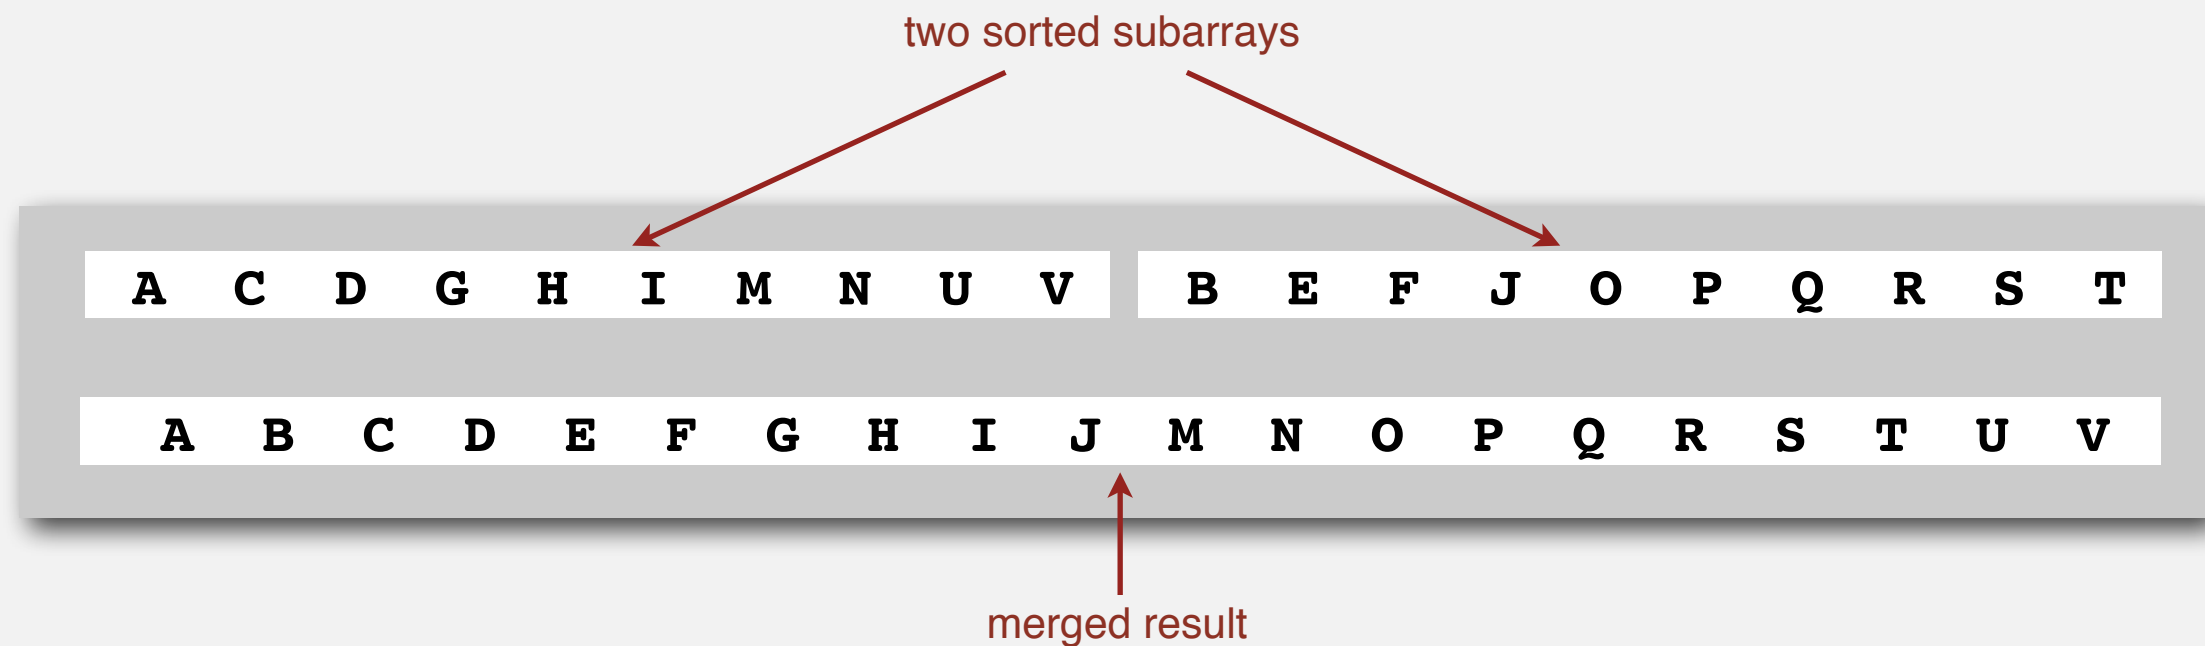 two sorted subarrays
A C D G H I M N U V B E F J O P Q R S T
A B C D E F G H I J M N O P Q R S T U V
merged result